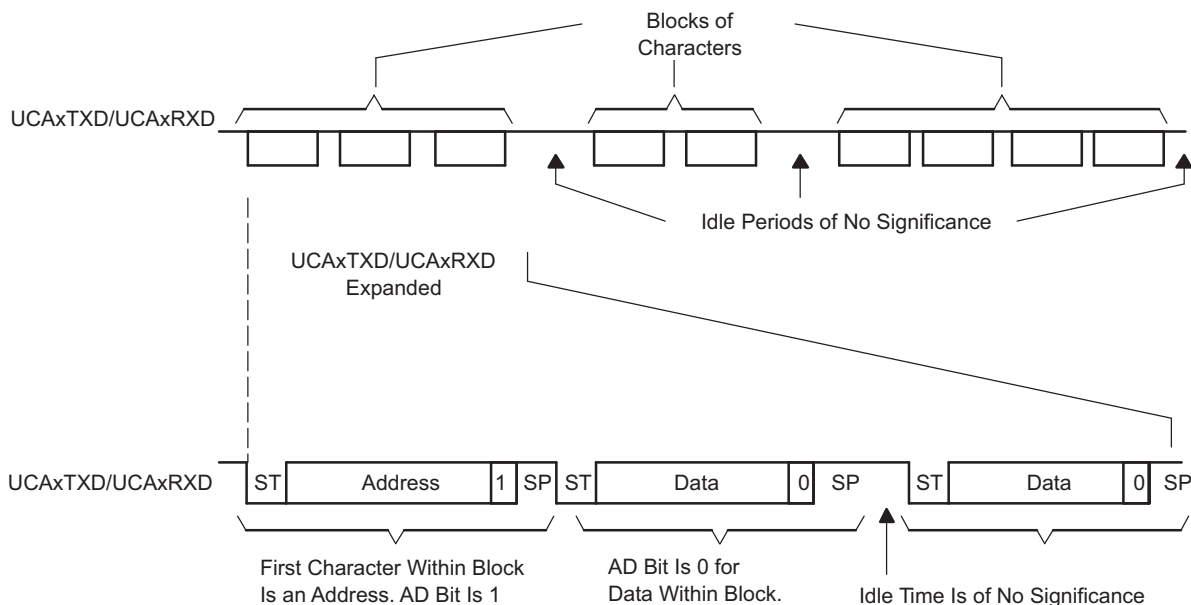 Blocks of
Characters
UCAxTXD/UCAxRXD
Idle Periods of No Significance
UCAxTXD/UCAxRXD
Expanded
UCAxTXD/UCAxRXD
ST
Address
1
SP
ST
Data
0
SP
ST
Data
0
SP
First Character Within Block
Is an Address. AD Bit Is 1
AD Bit Is 0 for
Data Within Block.
Idle Time Is of No Significance